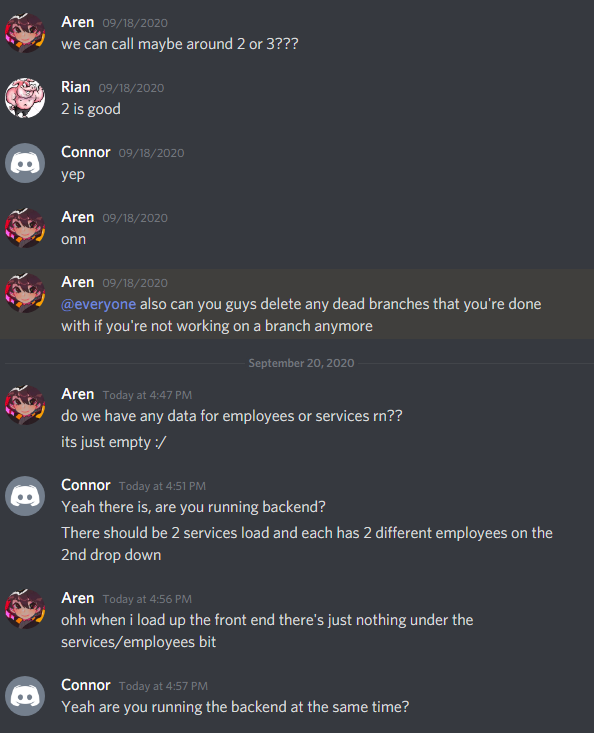 Aren 09/18/2020
we can call maybe around 2 or 3???
Rian 09/18/2020
2 is good
Connor 09/18/2020
yep
Aren 09/18/2020
onn
Aren 09/18/2020
@everyone also can you guys delete any dead branches that you're done
with if you're not working on a branch anymore
September 20, 2020
Aren Today at 4:47 PM
do we have any data for employees or services rn??
its just empty :/
Connor Today at 4:51 PM
Yeah there is, are you running backend?
There should be 2 services load and each has 2 different employees on the
2nd drop down
Aren Today at 4:56 PM
ohh when i load up the front end there's just nothing under the
services/employees bit
Connor Today at 4:57 PM
Yeah are you running the backend at the same time?